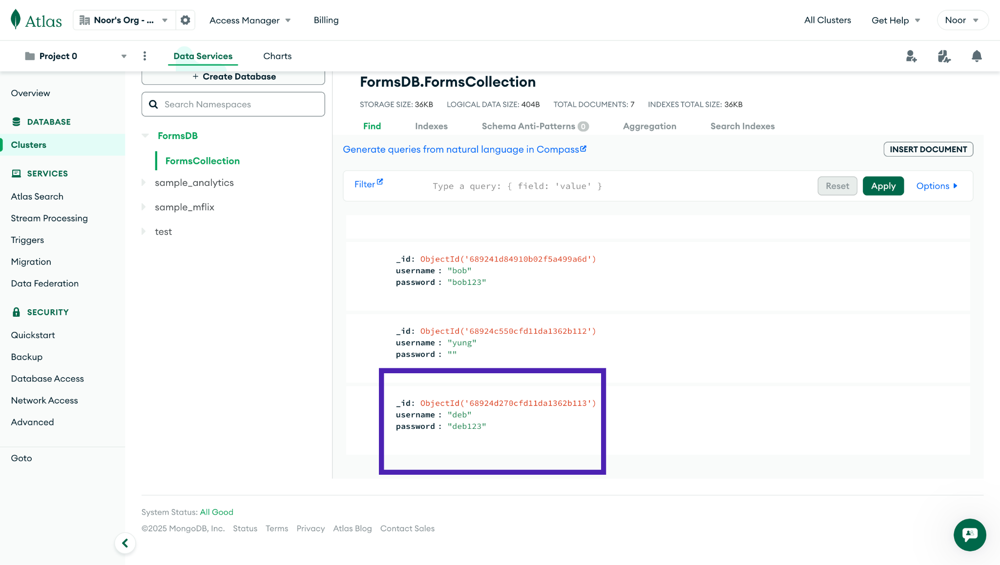 Atlas
Noor's Org - ...
Access Manager
Billing
All Clusters
Get Help
Noor
Project 0
Data Services
Charts
Overview
DATABASE
Clusters
SERVICES
Atlas Search
Stream Processing
Triggers
Migration
Data Federation
SECURITY
Quickstart
Backup
Database Access
Network Access
Advanced
Goto
+ Create Database
Search Namespaces
FormsDB
FormsCollection
sample_analytics
sample_mflix
test
FormsDB.FormsCollection
STORAGE SIZE: 36KB LOGICAL DATA SIZE: 404B TOTAL DOCUMENTS: 7 INDEXES TOTAL SIZE: 36KB
Find Indexes Schema Anti-Patterns 0 Aggregation Search Indexes
Generate queries from natural language in Compass
INSERT DOCUMENT
Filter
Type a query: { field: 'value' }
Reset
Apply
Options
_id: ObjectId('689241d84910b02f5a499a6d')
username : "bob"
password : "bob123"
_id: ObjectId('68924c550cfd11da1362b112')
username : "yung"
password : ""
_id: ObjectId('68924d270cfd11da1362b113')
username : "deb"
password : "deb123"
System Status: All Good
©2025 MongoDB, Inc. Status Terms Privacy Atlas Blog Contact Sales